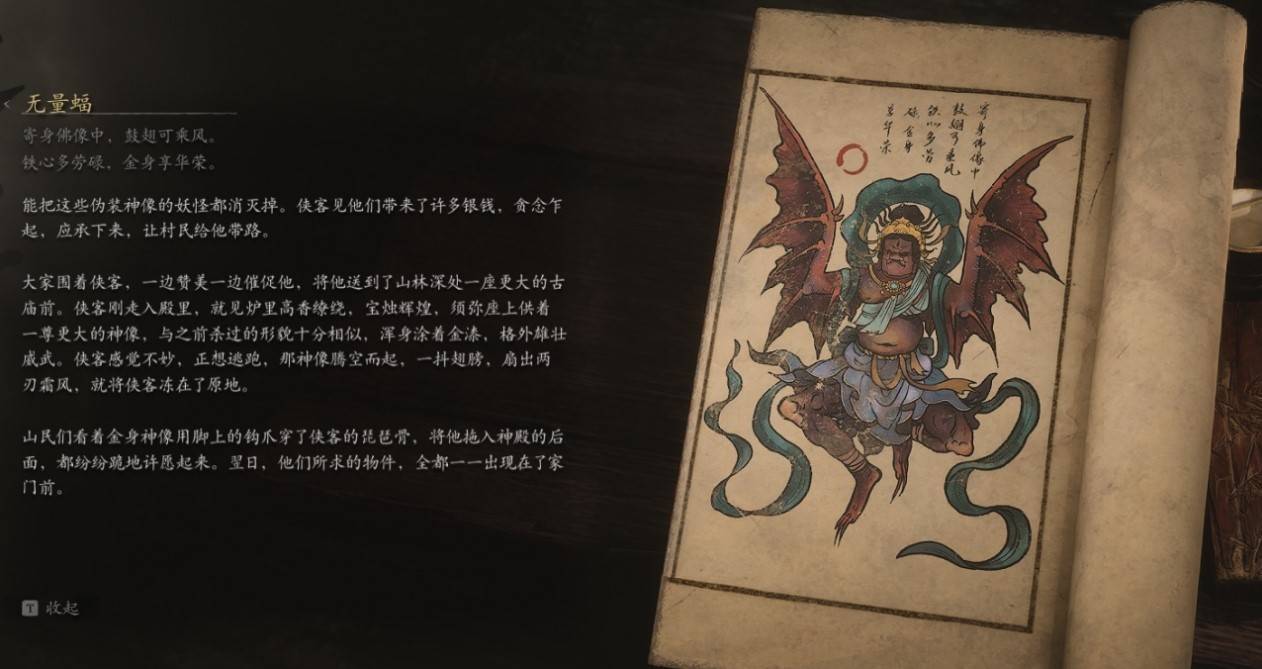 无量蝠
寄身佛像中，鼓翅可乘风。
铁心多劳碌，金身享华荣。
能把这些伪装神像的妖怪都消灭掉。侠客见他们带来了许多银钱，贪念乍
起，应承下来，让村民给他带路。
大家围着侠客，一边赞美一边催促他，将他送到了山林深处一座更大的古
庙前。侠客刚走入殿里，就见炉里高香缭绕，宝烛辉煌，须弥座上供着
一尊更大的神像，与之前杀过的形貌十分相似，浑身涂着金漆，格外雄壮
威武。侠客感觉不妙，正想逃跑，那神像腾空而起，一抖翅膀，扇出两
刃霜风，就将侠客冻在了原地。
山民们看着金身神像用脚上的钩爪穿了侠客的琵琶骨，将他拖入神殿的后
面，都纷纷跪地许愿起来。翌日，他们所求的物件，全都一一出现在了家
门前。
T 收起
寄身佛像中
鼓翅可乘风
铁心多劳
碌金身
享华荣